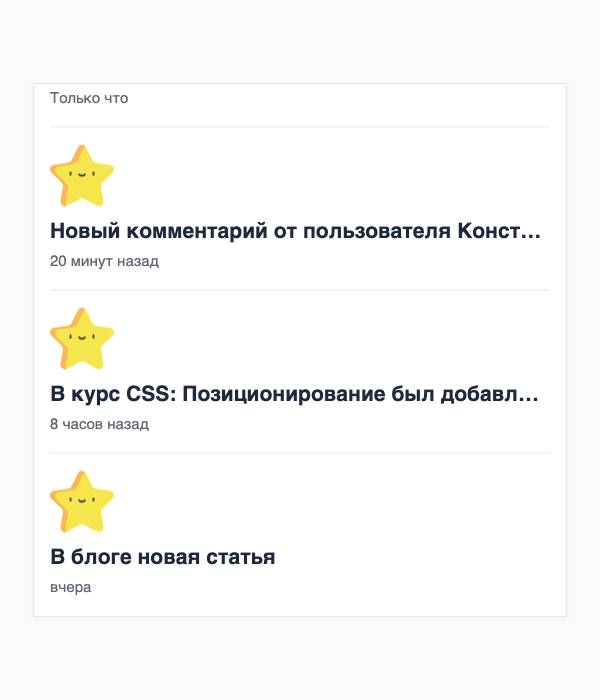 Только что
Новый комментарий от пользователя Конст...
20 минут назад
В курс CSS: Позиционирование был добавл...
8 часов назад
В блоге новая статья
вчера